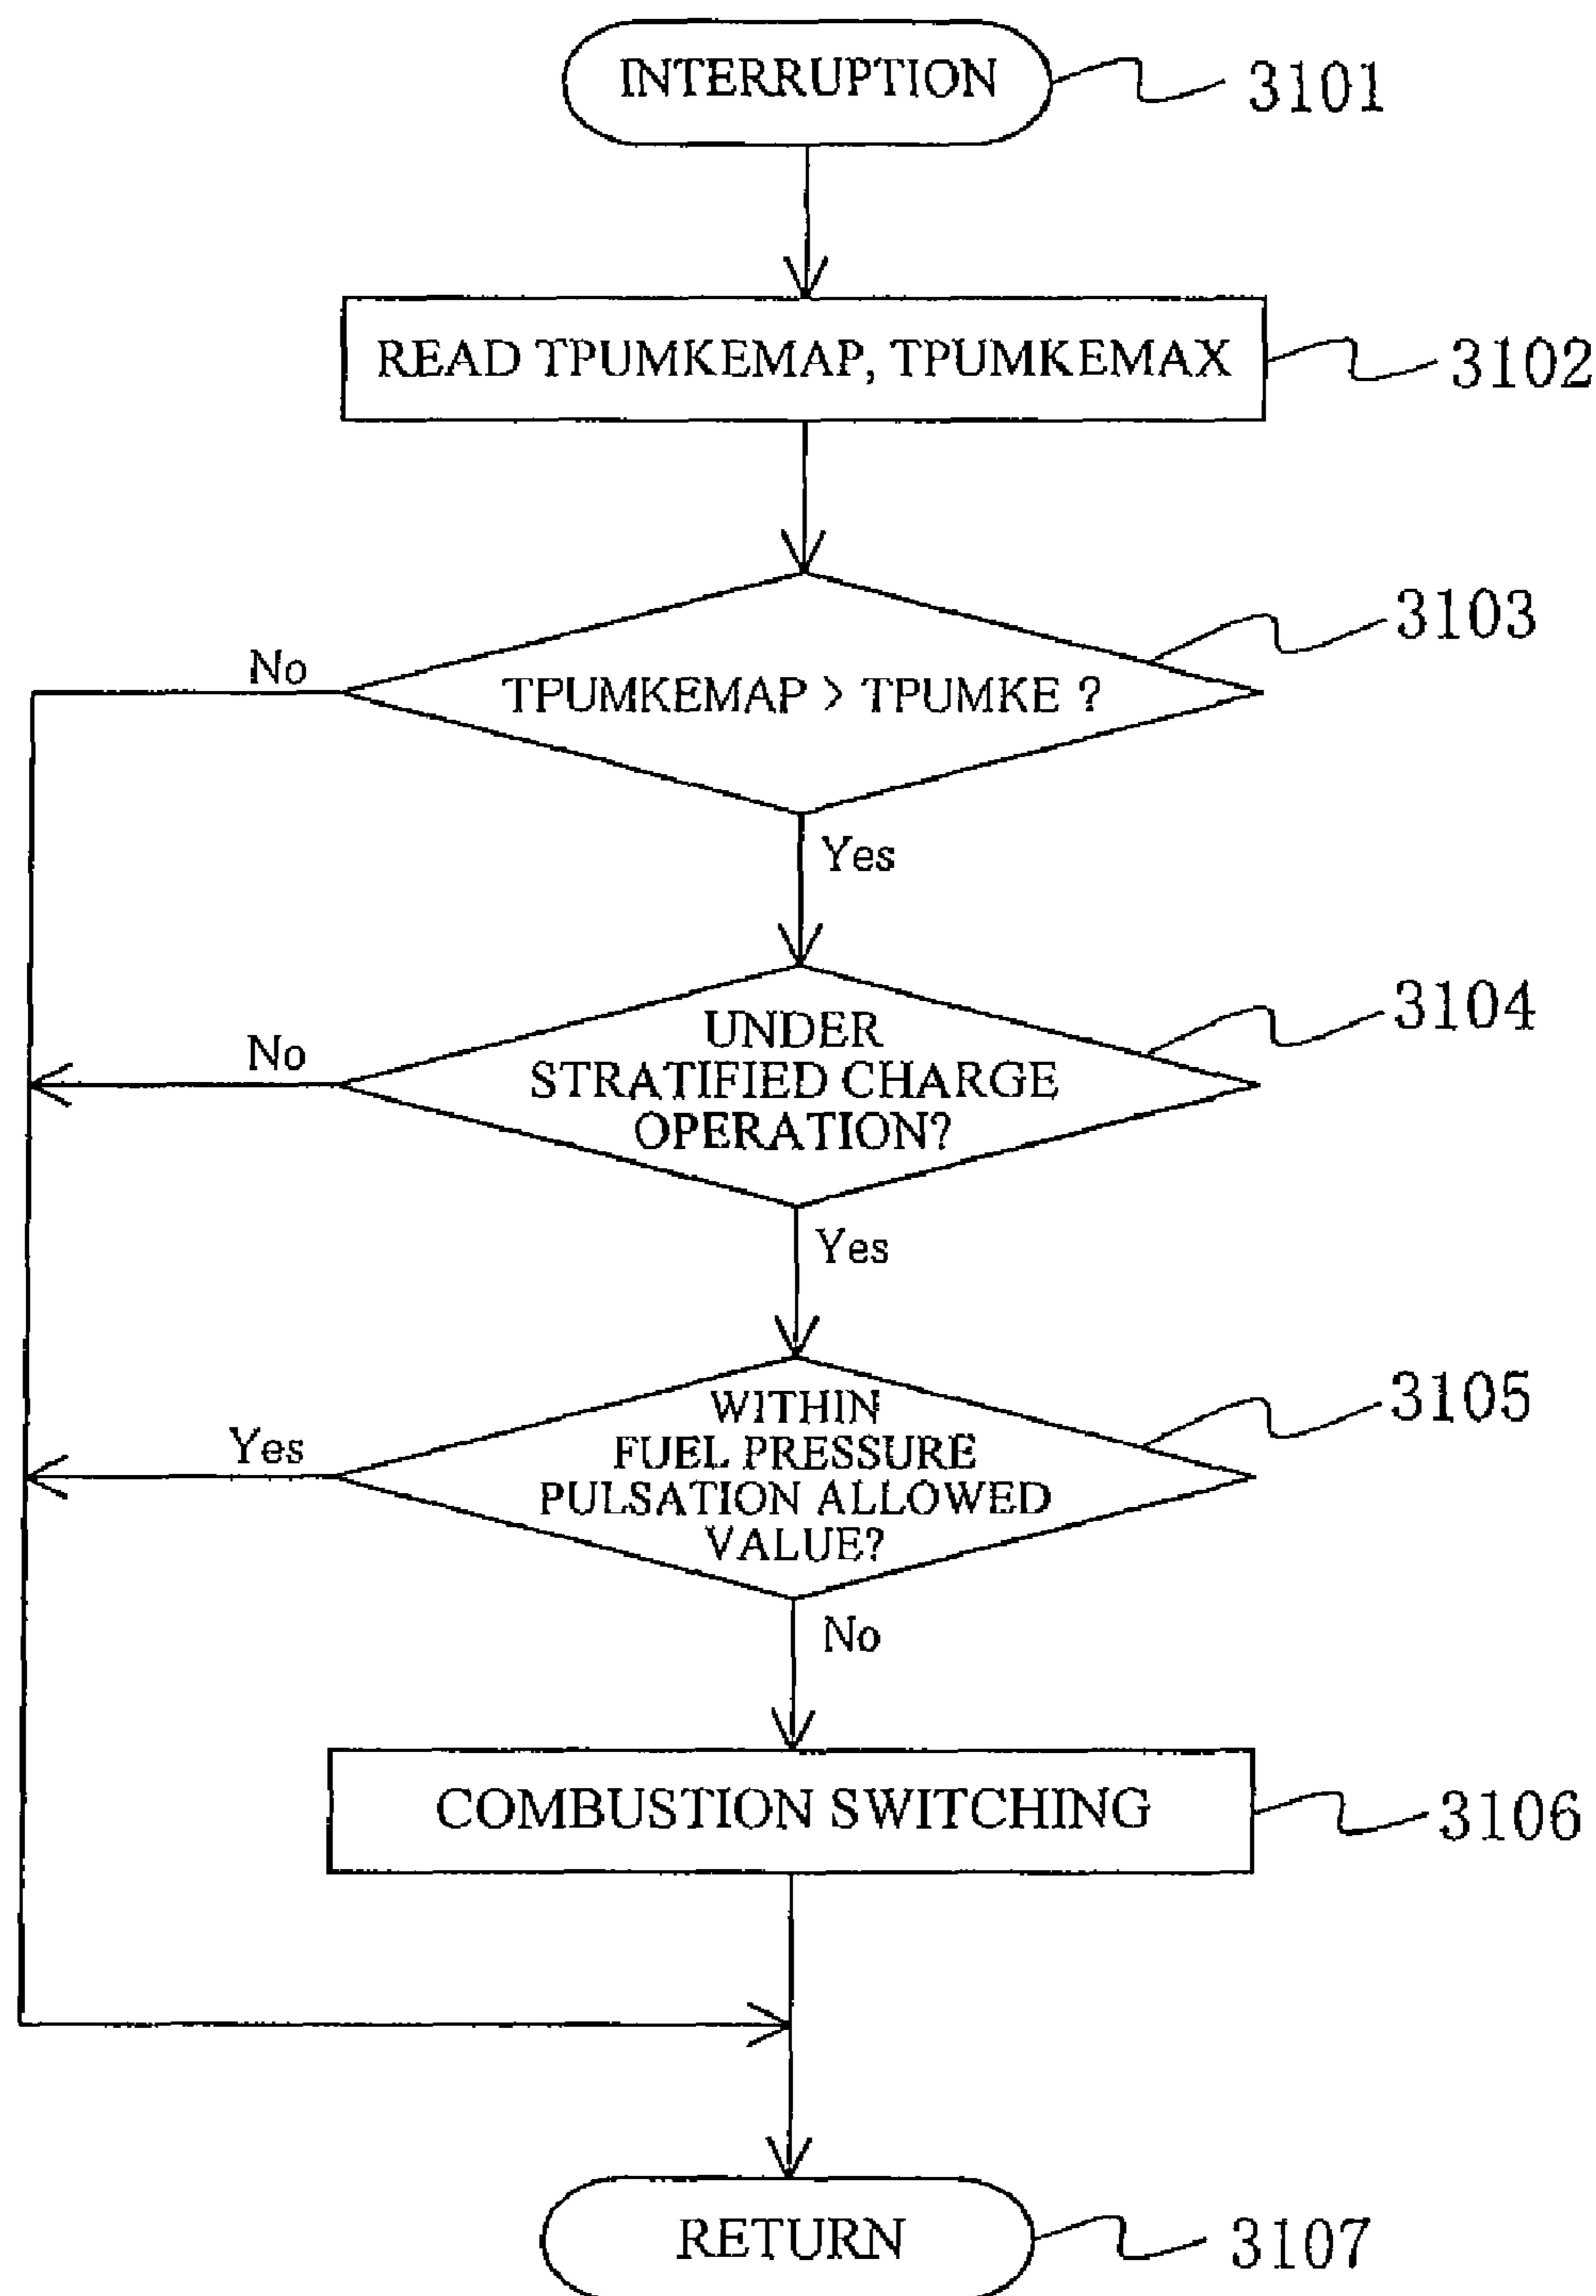 INTERRUPTION
3101
READ TPUMKEMAP, TPUMKEMAX
3102
3103
No
TPUMKEMAP > TPUMKE ?
Yes
3104
No
UNDER
STRATIFIED CHARGE
OPERATION?
Yes
3105
Yes
WITHIN
FUEL PRESSURE
PULSATION ALLOWED
VALUE?
No
COMBUSTION SWITCHING
3106
RETURN
3107